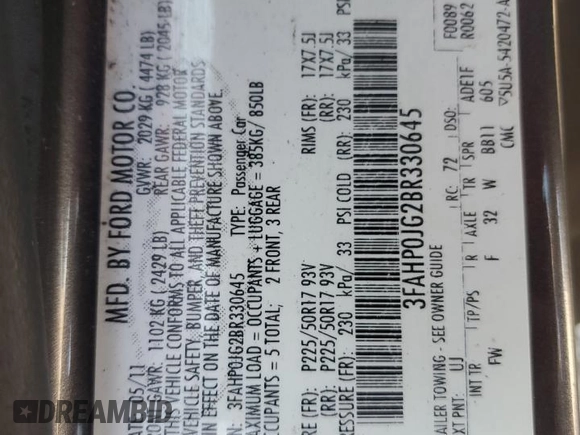 MFD. BY FORD MOTOR CO.
05/11 GVWR: 2029 KG ( 4474 LB)
GAWR: 1102 KG ( 2429 LB) REAR GAWR: 928 KG ( 2045 LB)
VEHICLE CONFORMS TO ALL APPLICABLE FEDERAL MOTOR
VEHICLE SAFETY, BUMPER, AND THEFT PREVENTION STANDARDS
IN EFFECT ON THE DATE OF MANUFACTURE SHOWN ABOVE.
3FAHP0JG2BR330645 TYPE: Passenger Car
MAXIMUM LOAD = OCCUPANTS + LUGGAGE = 385KG/ 850LB
OCCUPANTS = 5 TOTAL; 2 FRONT, 3 REAR
(FR): P225/50R17 93V RIMS (FR): 17X7.5J
(RR): P225/50R17 93V (RR): 17X7.5J
PRESSURE (FR): 230 kPa/ 33 PSI COLD (RR): 230 kPa/ 33 PSI
3FAHP0JG2BR330645
F0089
R0062
TRAILER TOWING - SEE OWNER GUIDE
EXT PNT: UJ RC: 72 DSO: ADE1F
INT TR TP/PS R AXLE TR SPR 605
FW F 32 W BB11
CMC
5U5A-5420472-A
DREAMBID